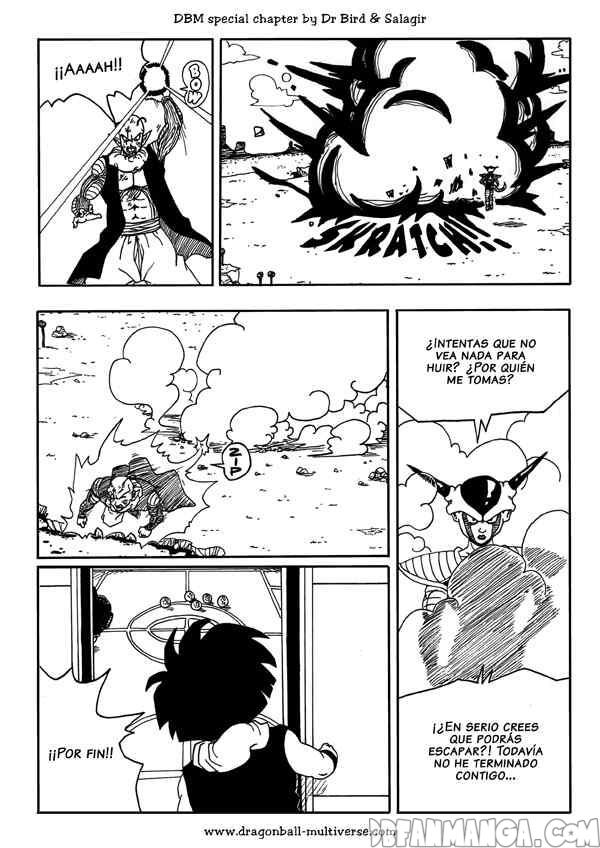 DBM special chapter by Dr Bird & Salagir
¡¡AAAAH!!
BOW
SKRATCH!!
¿INTENTAS QUE NO
VEA NADA PARA
HUIR? ¿POR QUIÉN
ME TOMAS?
ZIP
¡¿EN SERIO CREES
QUE PODRÁS
ESCAPAR?! TODAVÍA
NO HE TERMINADO
CONTIGO...
¡¡POR FIN!!
www.dragonball-multiverse.com
DBFANMANGA.COM